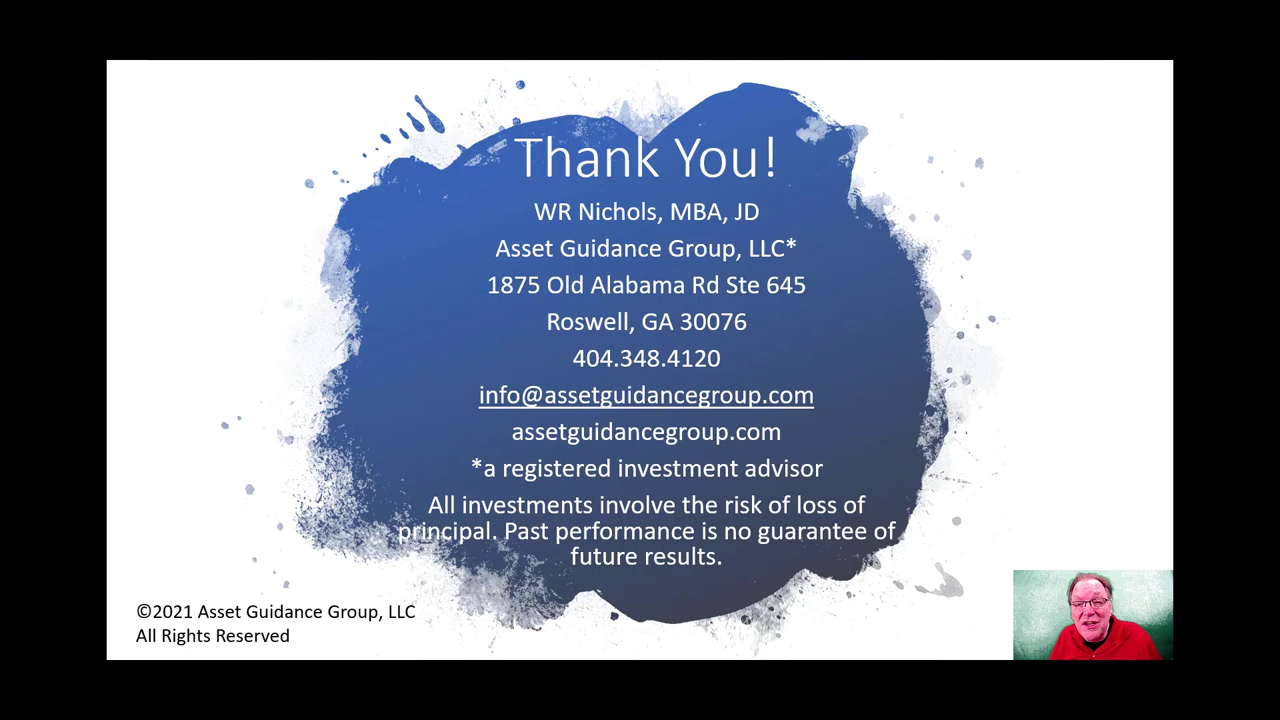 Thank You!
WR Nichols, MBA, JD
Asset Guidance Group, LLC*
1875 Old Alabama Rd Ste 645
Roswell, GA 30076
404.348.4120
info@assetguidancegroup.com
assetguidancegroup.com
*a registered investment advisor
All investments involve the risk of loss of
principal. Past performance is no guarantee of
future results.
©2021 Asset Guidance Group, LLC
All Rights Reserved